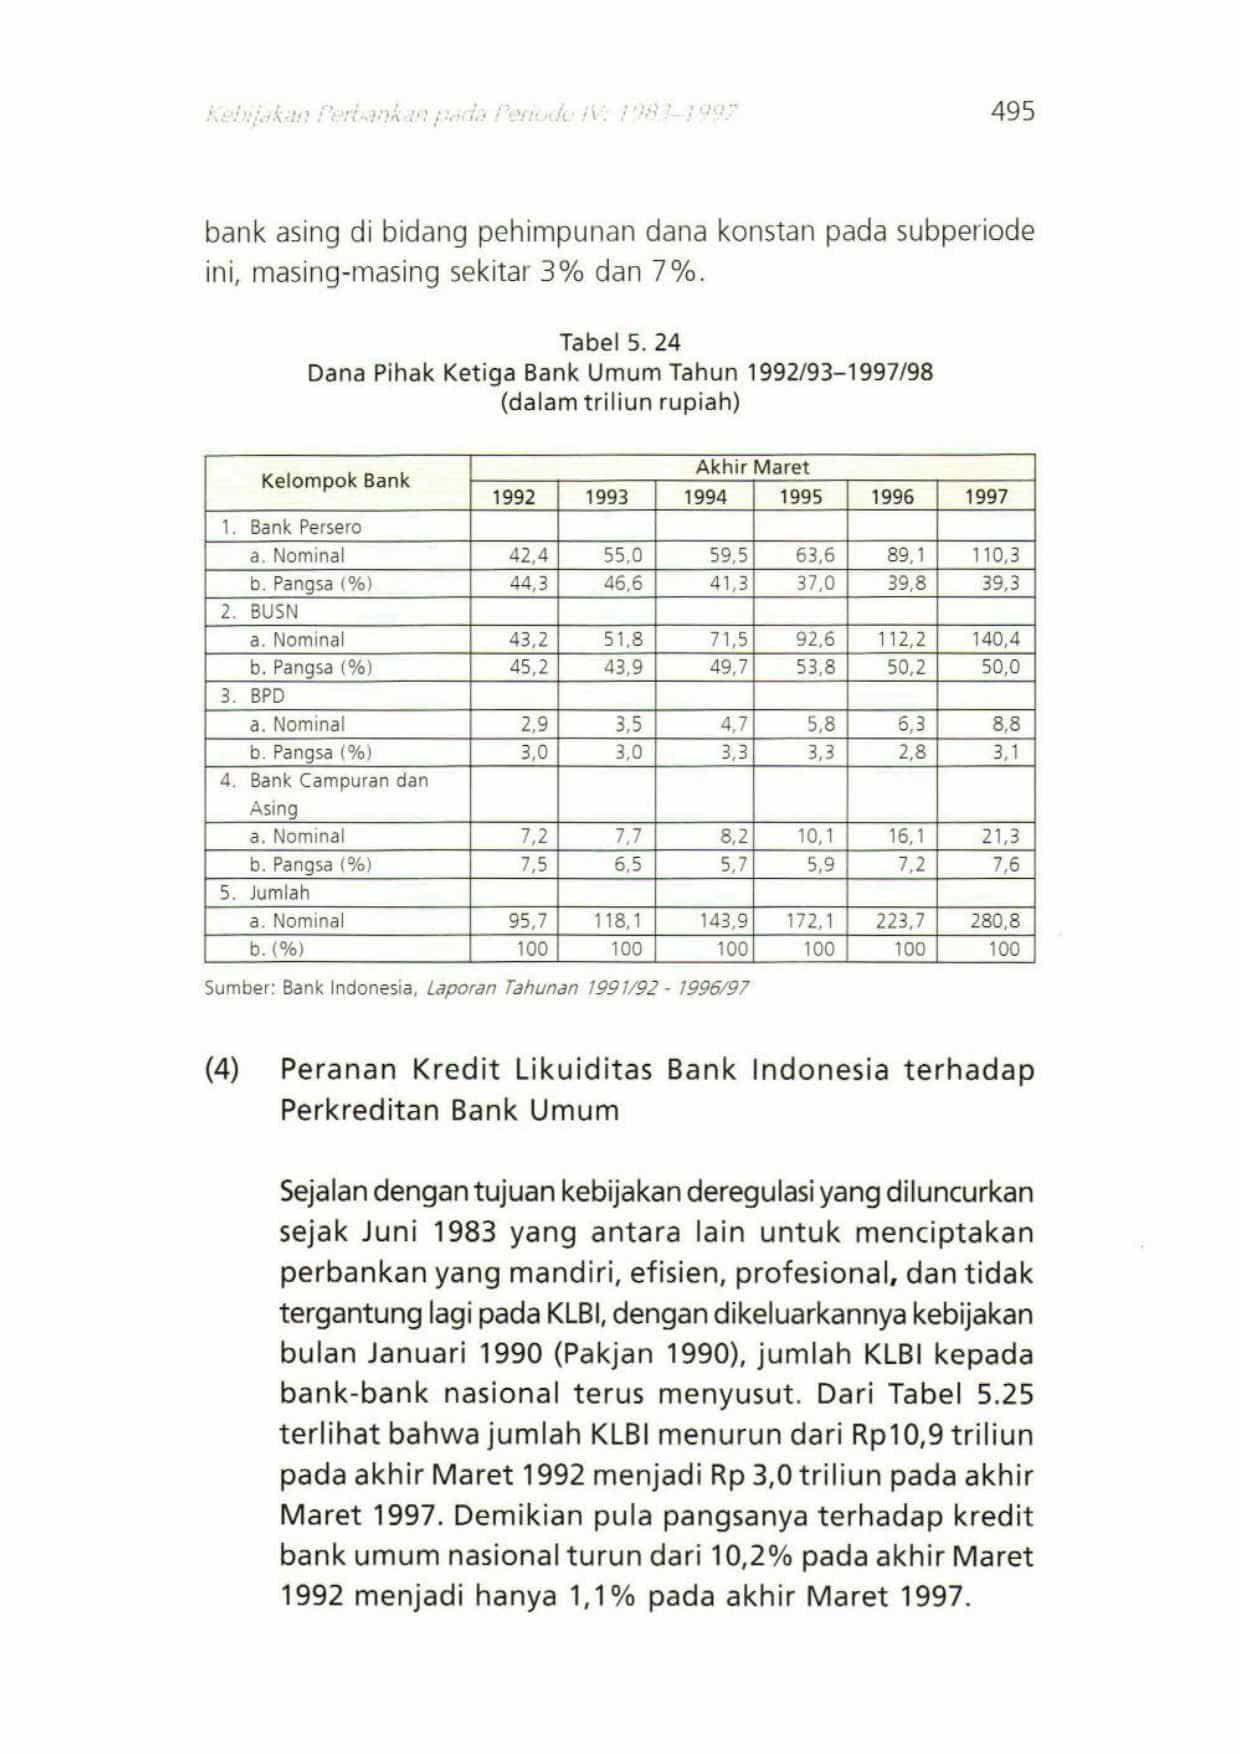 Kebijakan Perbankan pada Periode IV: 1983–1997 495
bank asing di bidang pehimpunan dana konstan pada subperiode
ini, masing-masing sekitar 3% dan 7%.
Tabel 5. 24
Dana Pihak Ketiga Bank Umum Tahun 1992/93–1997/98
(dalam triliun rupiah)
Kelompok Bank Akhir Maret
1992 1993 1994 1995 1996 1997
1. Bank Persero
a. Nominal 42,4 55,0 59,5 63,6 89,1 110,3
b. Pangsa (%) 44,3 46,6 41,3 37,0 39,8 39,3
2. BUSN
a. Nominal 43,2 51,8 71,5 92,6 112,2 140,4
b. Pangsa (%) 45,2 43,9 49,7 53,8 50,2 50,0
3. BPD
a. Nominal 2,9 3,5 4,7 5,8 6,3 8,8
b. Pangsa (%) 3,0 3,0 3,3 3,3 2,8 3,1
4. Bank Campuran dan
Asing
a. Nominal 7,2 7,7 8,2 10,1 16,1 21,3
b. Pangsa (%) 7,5 6,5 5,7 5,9 7,2 7,6
5. Jumlah
a. Nominal 95,7 118,1 143,9 172,1 223,7 280,8
b. (%) 100 100 100 100 100 100
Sumber: Bank Indonesia, Laporan Tahunan 1991/92 - 1996/97
(4) Peranan Kredit Likuiditas Bank Indonesia terhadap
Perkreditan Bank Umum
Sejalan dengan tujuan kebijakan deregulasi yang diluncurkan
sejak Juni 1983 yang antara lain untuk menciptakan
perbankan yang mandiri, efisien, profesional, dan tidak
tergantung lagi pada KLBI, dengan dikeluarkannya kebijakan
bulan Januari 1990 (Pakjan 1990), jumlah KLBI kepada
bank-bank nasional terus menyusut. Dari Tabel 5.25
terlihat bahwa jumlah KLBI menurun dari Rp10,9 triliun
pada akhir Maret 1992 menjadi Rp 3,0 triliun pada akhir
Maret 1997. Demikian pula pangsanya terhadap kredit
bank umum nasional turun dari 10,2% pada akhir Maret
1992 menjadi hanya 1,1% pada akhir Maret 1997.